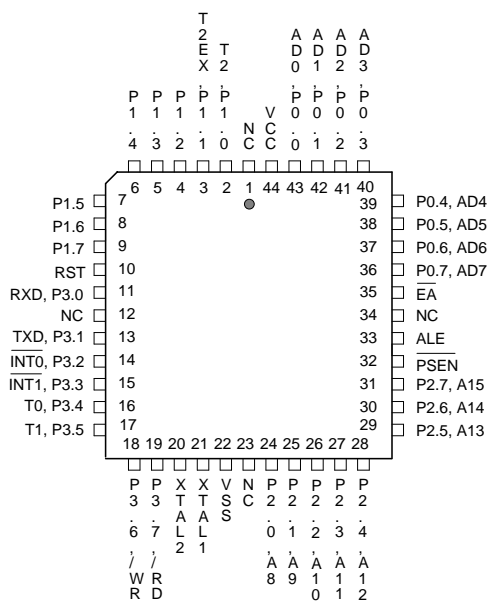 P1.4
P1.3
P1.2
T2EX,P1.1
T2,P1.0
NC
VCC
AD0,P0.0
AD1,P0.1
AD2,P0.2
AD3,P0.3
6 5 4 3 2 1 44 43 42 41 40
P1.5 7
P1.6 8
P1.7 9
RST 10
RXD, P3.0 11
NC 12
TXD, P3.1 13
INT0, P3.2 14
INT1, P3.3 15
T0, P3.4 16
T1, P3.5 17
39 P0.4, AD4
38 P0.5, AD5
37 P0.6, AD6
36 P0.7, AD7
35 EA
34 NC
33 ALE
32 PSEN
31 P2.7, A15
30 P2.6, A14
29 P2.5, A13
18 19 20 21 22 23 24 25 26 27 28
P3.6,/WR
P3.7,/RD
XTAL2
XTAL1
VSS
NC
P2.0,A8
P2.1,A9
P2.2,A10
P2.3,A11
P2.4,A12